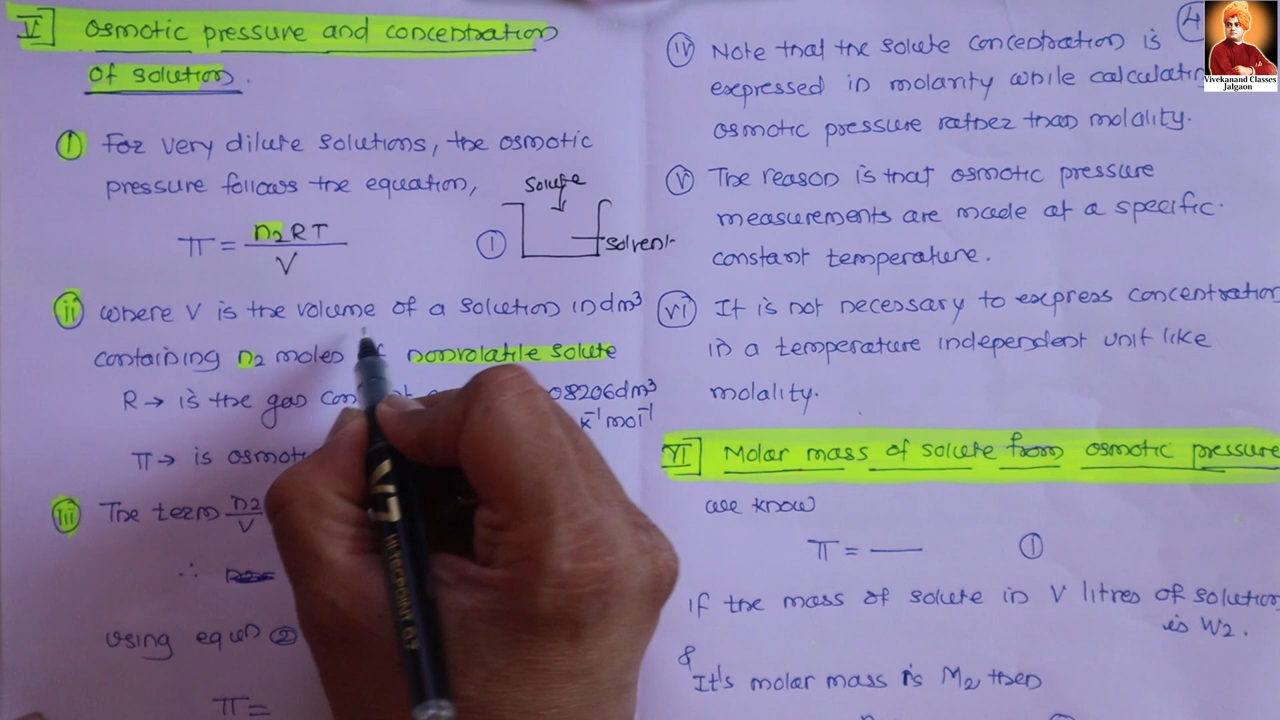 V] Osmotic pressure and concentration
of solution.
i For very dilute solutions, the osmotic
pressure follows the equation,
π = n2RT / V
①
solute
solvent
ii where V is the volume of a solution in dm³
containing n2 moles nonvolatile solute
R → is the gas 08206 dm³
K⁻¹ mol⁻¹
π → is
iii The term n2/V
∴
using equn ②
π =
iv Note that the solute concentration is
expressed in molarity while
osmotic pressure rather than molality.
v The reason is that osmotic pressure
measurements are made at a specific
constant temperature.
vi It is not necessary to express concentration
in a temperature independent unit like
molality.
VI] Molar mass of solute from osmotic pressure
we know
π = — ①
If the mass of solute in V litres of solution
is W2.
&
It's molar mass is M2 then
4
Vivekanand Classes
Jalgaon
V7
HI-TECPOINT 0.7